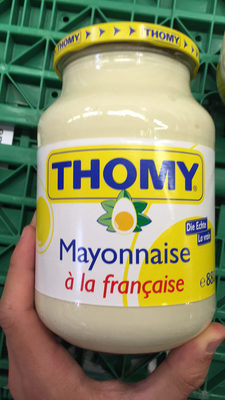 THOMY
THOMY
THOMY®
Mayonnaise
à la française
Die Echte
La vraie